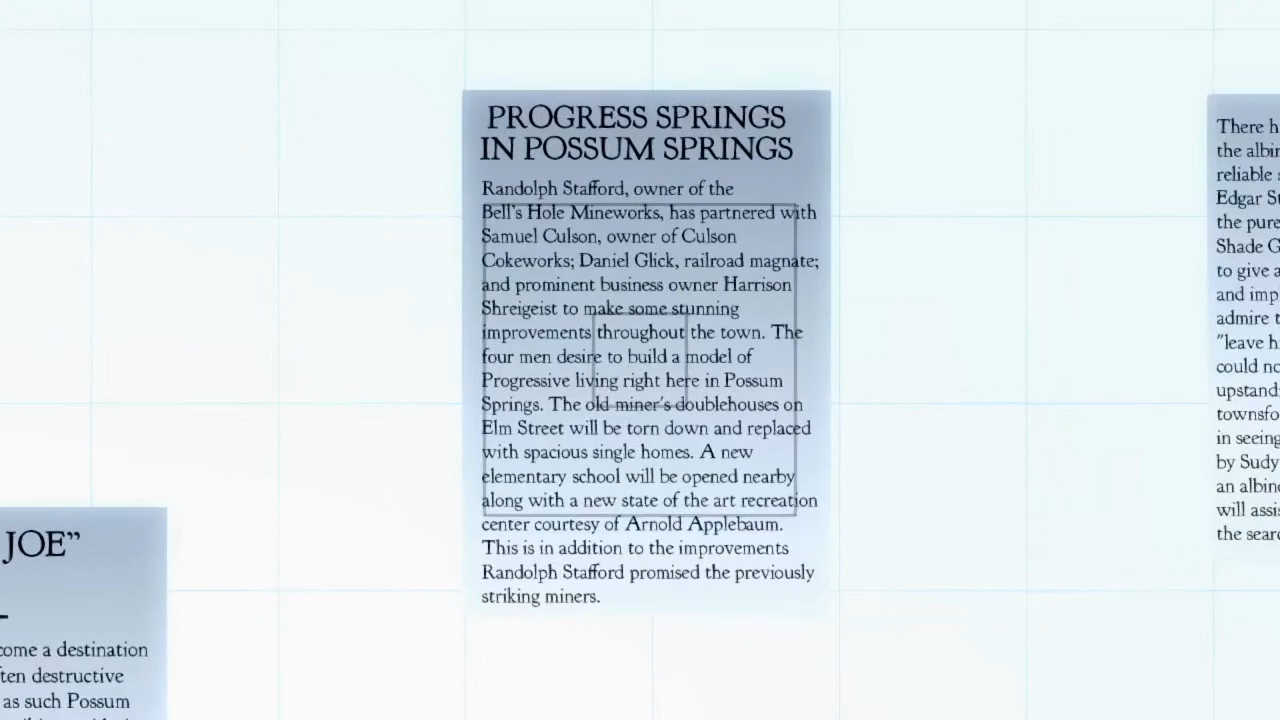 PROGRESS SPRINGS
IN POSSUM SPRINGS
Randolph Stafford, owner of the
Bell's Hole Mineworks, has partnered with
Samuel Culson, owner of Culson
Cokeworks; Daniel Glick, railroad magnate;
and prominent business owner Harrison
Shreigeist to make some stunning
improvements throughout the town. The
four men desire to build a model of
Progressive living right here in Possum
Springs. The old miner's doublehouses on
Elm Street will be torn down and replaced
with spacious single homes. A new
elementary school will be opened nearby
along with a new state of the art recreation
center courtesy of Arnold Applebaum.
This is in addition to the improvements
Randolph Stafford promised the previously
striking miners.
JOE”
come a destination
ten destructive
as such Possum
There h
the albin
reliable
Edgar St
the pure
Shade G
to give a
and imp
admire t
"leave h
could no
upstandi
townsfo
in seeing
by Sudy
an albino
will assis
the sear